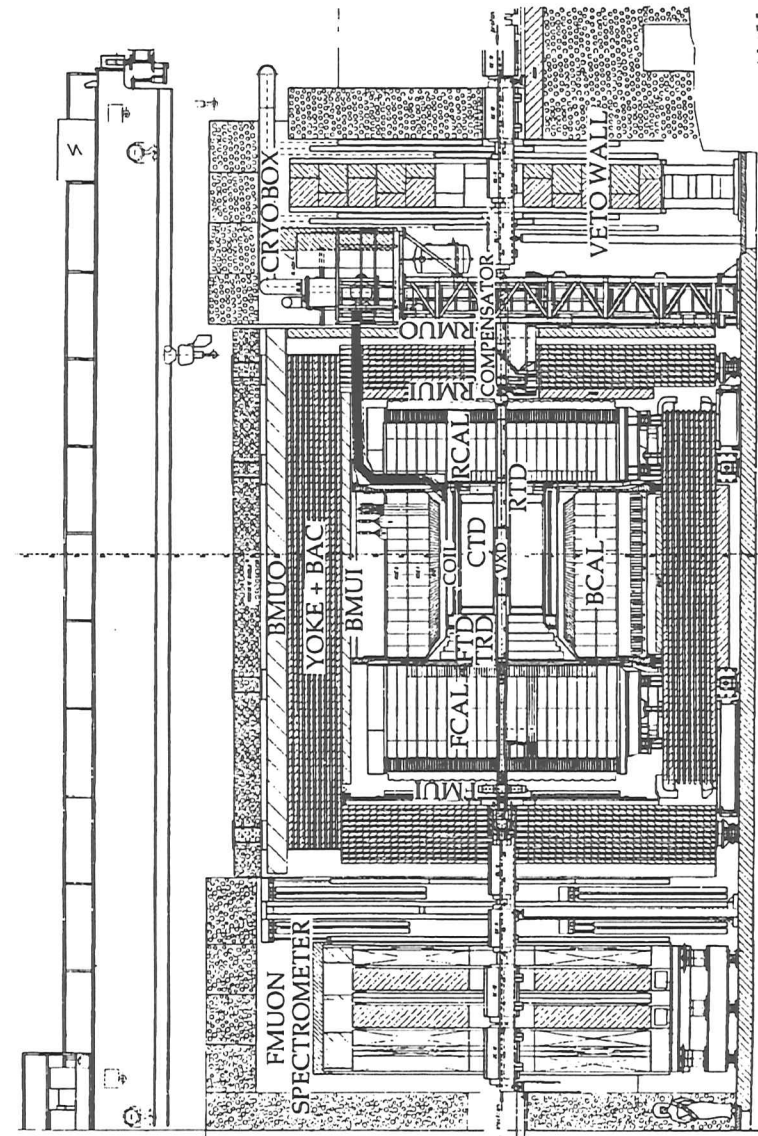 FMUON
SPECTROMETER
BMUO
YOKE + BAC
BMUI
FMUI
FCAL
FTD
TRD
COIL
CTD
VXD
BCAL
RTD
RCAL
RMUI
RMUO
COMPENSATOR
CRYO BOX
VETO WALL